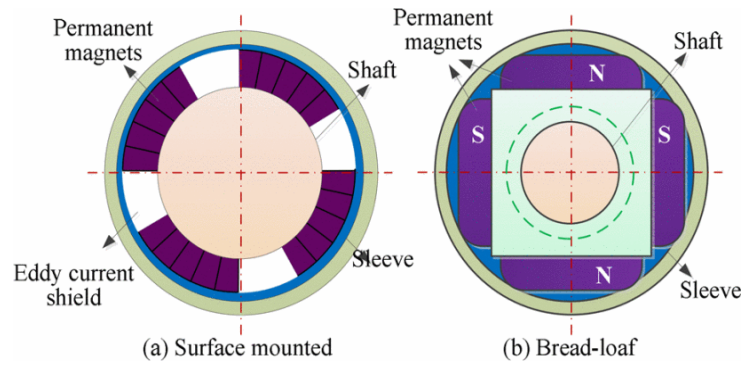 Permanent
magnets
Shaft
Eddy current
shield
Sleeve
(a) Surface mounted
Permanent
magnets
Shaft
N
S
S
N
Sleeve
(b) Bread-loaf